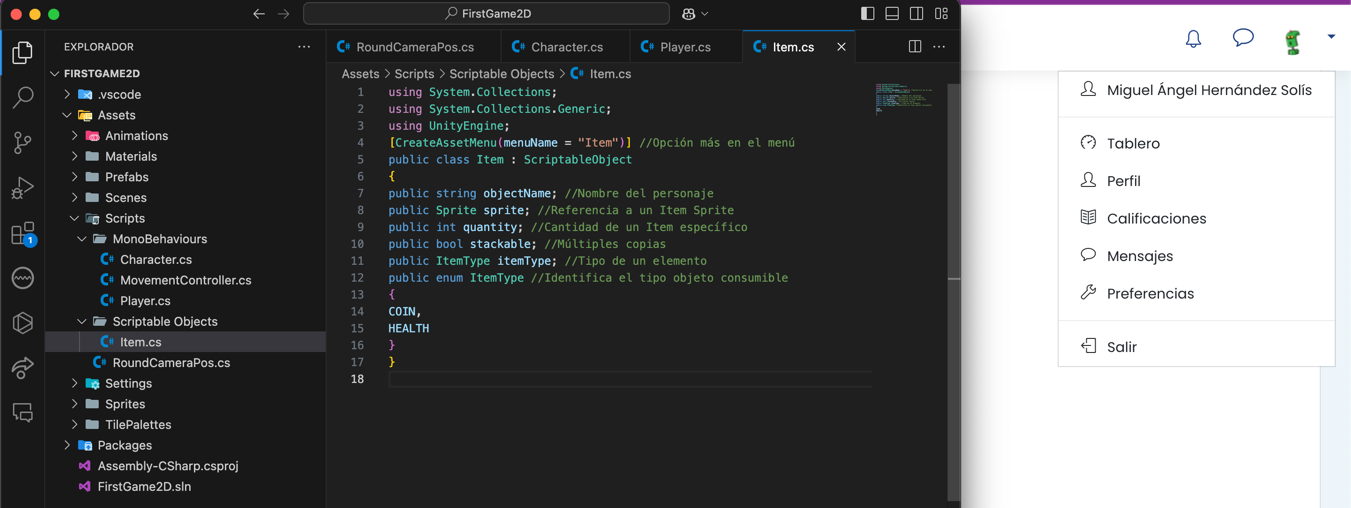 FirstGame2D
EXPLORADOR
FIRSTGAME2D
.vscode
Assets
Animations
Materials
Prefabs
Scenes
Scripts
MonoBehaviours
Character.cs
MovementController.cs
Player.cs
Scriptable Objects
Item.cs
RoundCameraPos.cs
Settings
Sprites
TilePalettes
Packages
Assembly-CSharp.csproj
FirstGame2D.sln
1
RoundCameraPos.cs Character.cs Player.cs Item.cs
Assets > Scripts > Scriptable Objects > Item.cs
1 using System.Collections;
2 using System.Collections.Generic;
3 using UnityEngine;
4 [CreateAssetMenu(menuName = "Item")] //Opción más en el menú
5 public class Item : ScriptableObject
6 {
7 public string objectName; //Nombre del personaje
8 public Sprite sprite; //Referencia a un Item Sprite
9 public int quantity; //Cantidad de un Item específico
10 public bool stackable; //Múltiples copias
11 public ItemType itemType; //Tipo de un elemento
12 public enum ItemType //Identifica el tipo objeto consumible
13 {
14 COIN,
15 HEALTH
16 }
17 }
18
Miguel Ángel Hernández Solís
Tablero
Perfil
Calificaciones
Mensajes
Preferencias
Salir